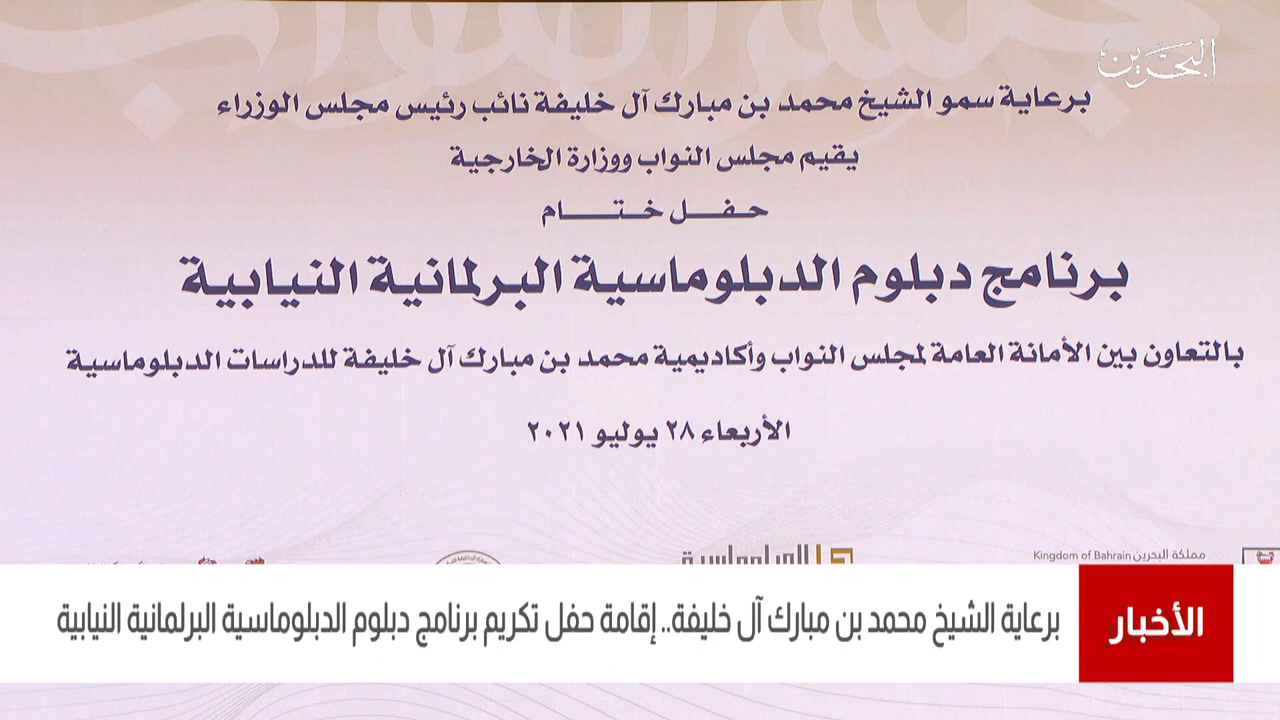 البحرين
برعاية سمو الشيخ محمد بن مبارك آل خليفة نائب رئيس مجلس الوزراء
يقيم مجلس النواب ووزارة الخارجية
حفــل ختــــام
برنامج دبلوم الدبلوماسية البرلمانية النيابية
بالتعاون بين الأمانة العامة لمجلس النواب وأكاديمية محمد بن مبارك آل خليفة للدراسات الدبلوماسية
الأربعاء ٢٨ يوليو ٢٠٢١
مملكة البحرين Kingdom of Bahrain
الأخبار
برعاية الشيخ محمد بن مبارك آل خليفة.. إقامة حفل تكريم برنامج دبلوم الدبلوماسية البرلمانية النيابية